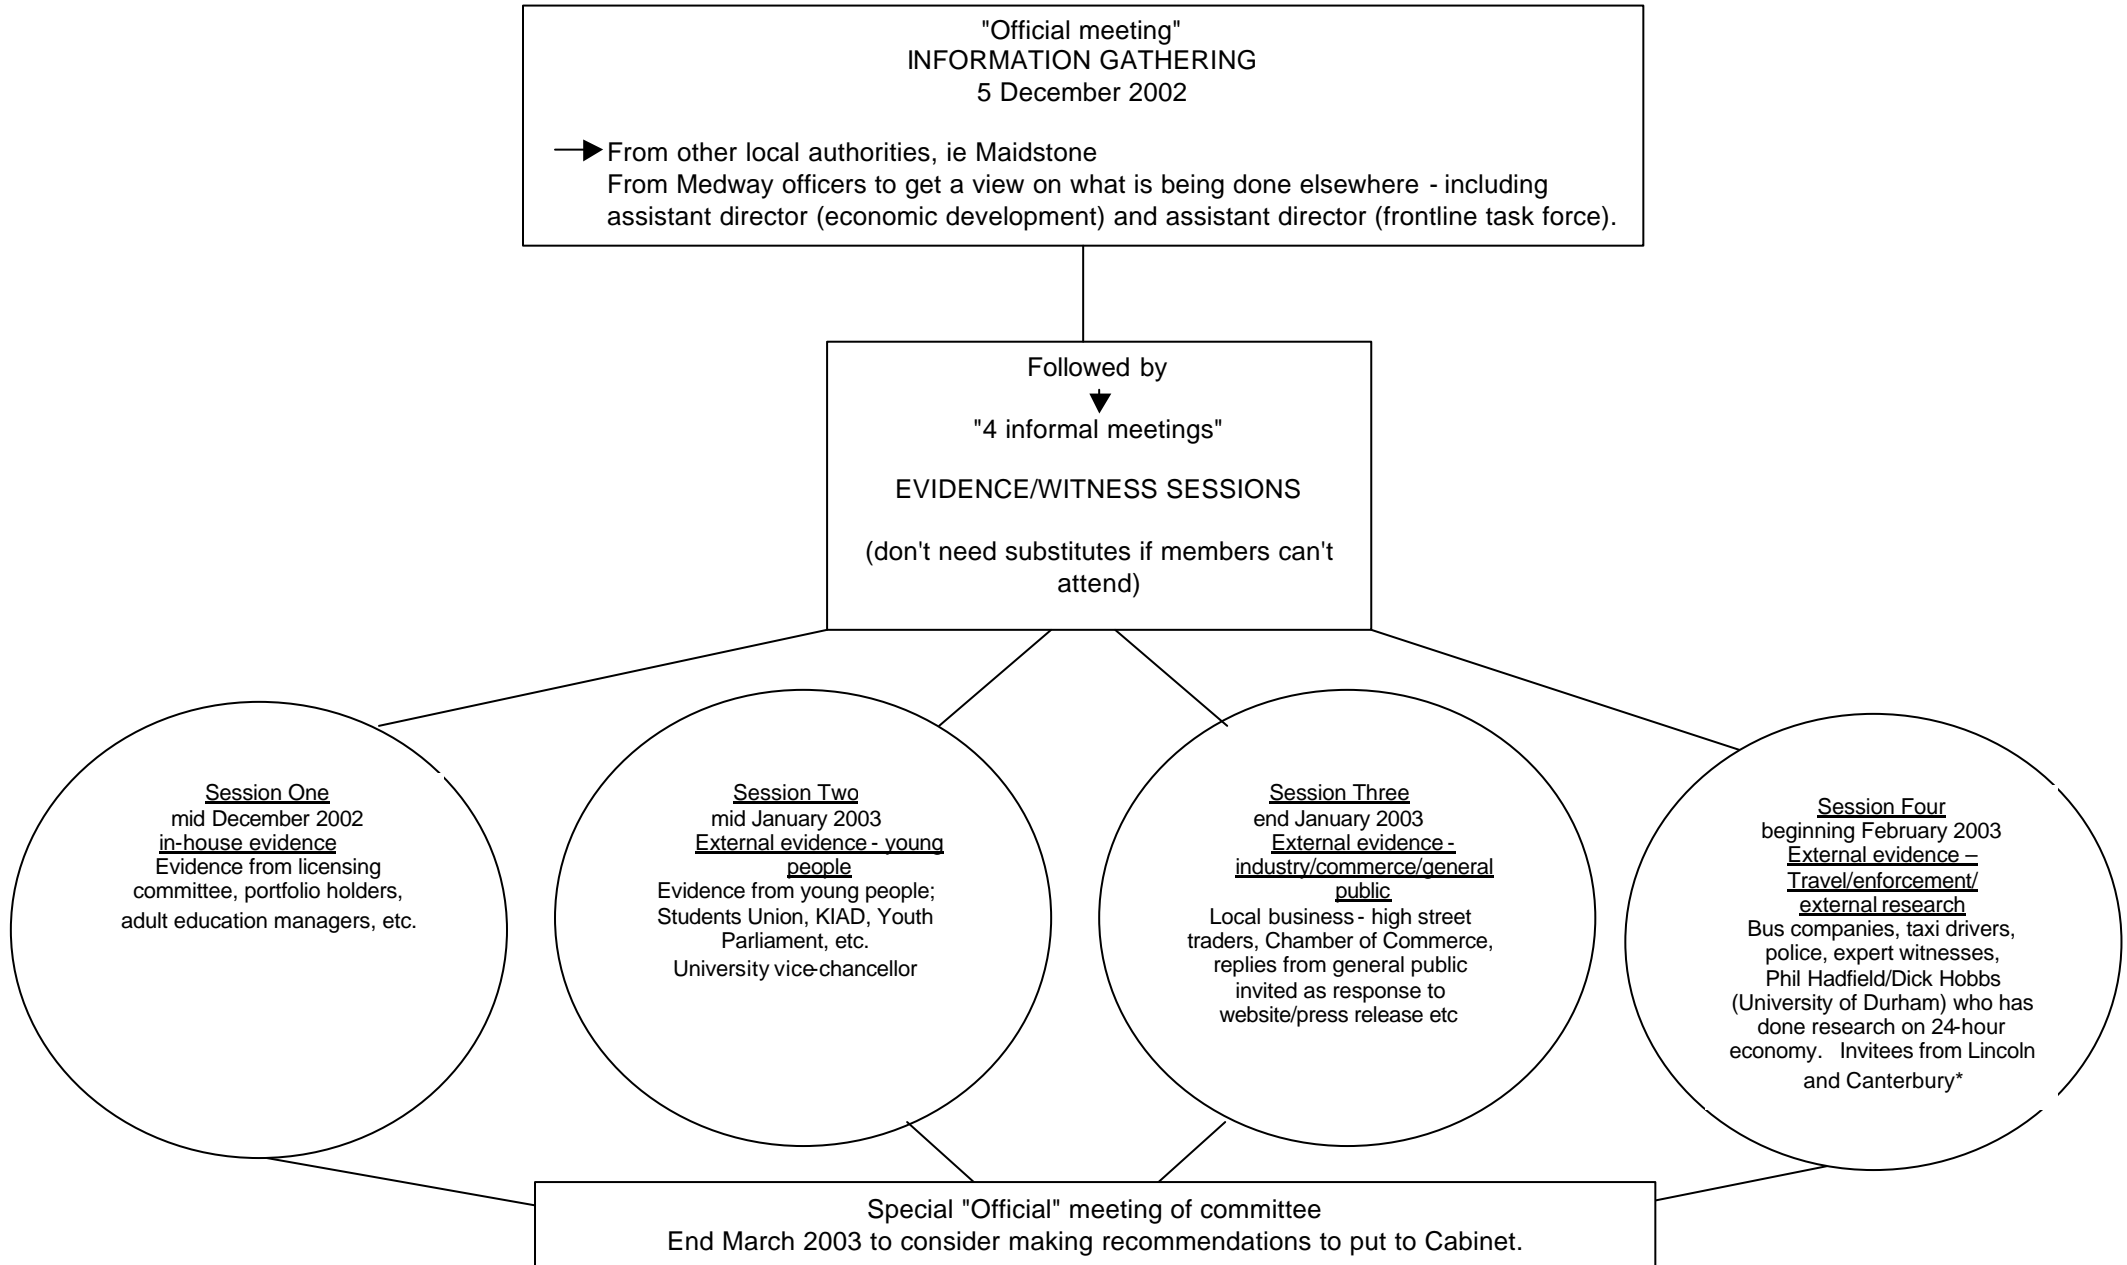 "Official meeting"
INFORMATION GATHERING
5 December 2002
From other local authorities, ie Maidstone
From Medway officers to get a view on what is being done elsewhere - including
assistant director (economic development) and assistant director (frontline task force).
Followed by
"4 informal meetings"
EVIDENCE/WITNESS SESSIONS
(don't need substitutes if members can't
attend)
Session One
mid December 2002
in-house evidence
Evidence from licensing
committee, portfolio holders,
adult education managers, etc.
Session Two
mid January 2003
External evidence - young
people
Evidence from young people;
Students Union, KIAD, Youth
Parliament, etc.
University vice-chancellor
Session Three
end January 2003
External evidence -
industry/commerce/general
public
Local business - high street
traders, Chamber of Commerce,
replies from general public
invited as response to
website/press release etc
Session Four
beginning February 2003
External evidence –
Travel/enforcement/
external research
Bus companies, taxi drivers,
police, expert witnesses,
Phil Hadfield/Dick Hobbs
(University of Durham) who has
done research on 24-hour
economy. Invitees from Lincoln
and Canterbury*
Special "Official" meeting of committee
End March 2003 to consider making recommendations to put to Cabinet.